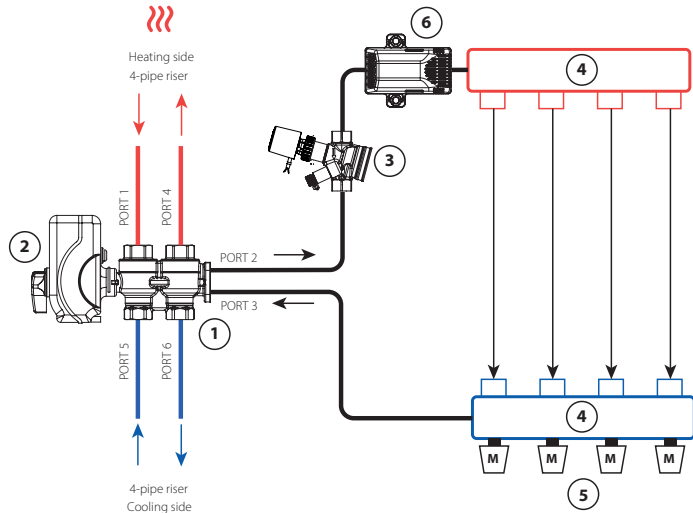 6
Heating side
4-pipe riser
4
3
PORT 1
PORT 4
2
PORT 2
PORT 3
1
PORT 5
PORT 6
4
M M M M
4-pipe riser
Cooling side
5